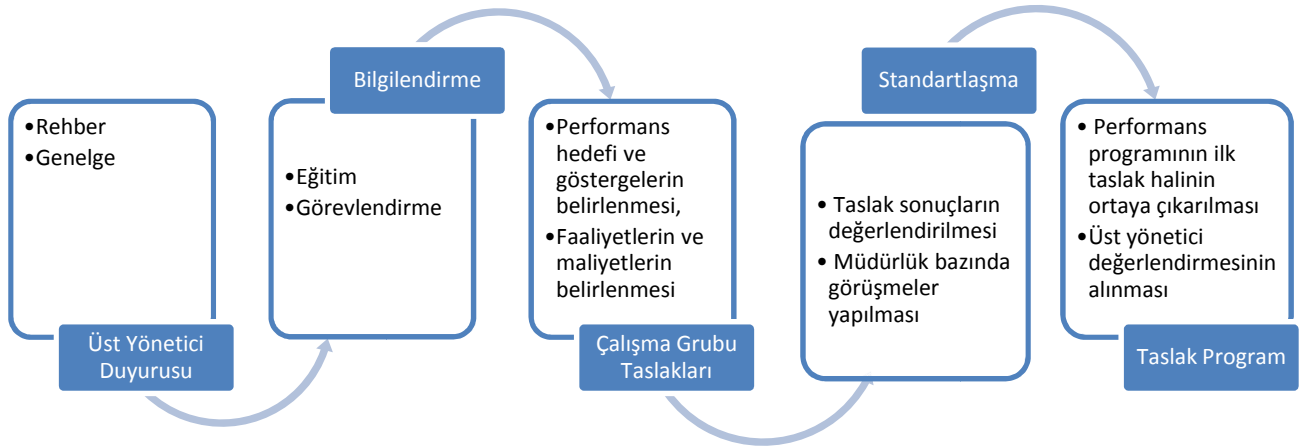 •Rehber
•Genelge
Üst Yönetici
Duyurusu
Bilgilendirme
•Eğitim
•Görevlendirme
•Performans
hedefi ve
göstergelerin
belirlenmesi,
•Faaliyetlerin ve
maliyetlerin
belirlenmesi
Çalışma Grubu
Taslakları
Standartlaşma
• Taslak sonuçların
değerlendirilmesi
• Müdürlük bazında
görüşmeler
yapılması
• Performans
programının ilk
taslak halinin
ortaya çıkarılması
•Üst yönetici
değerlendirmesinin
alınması
Taslak Program